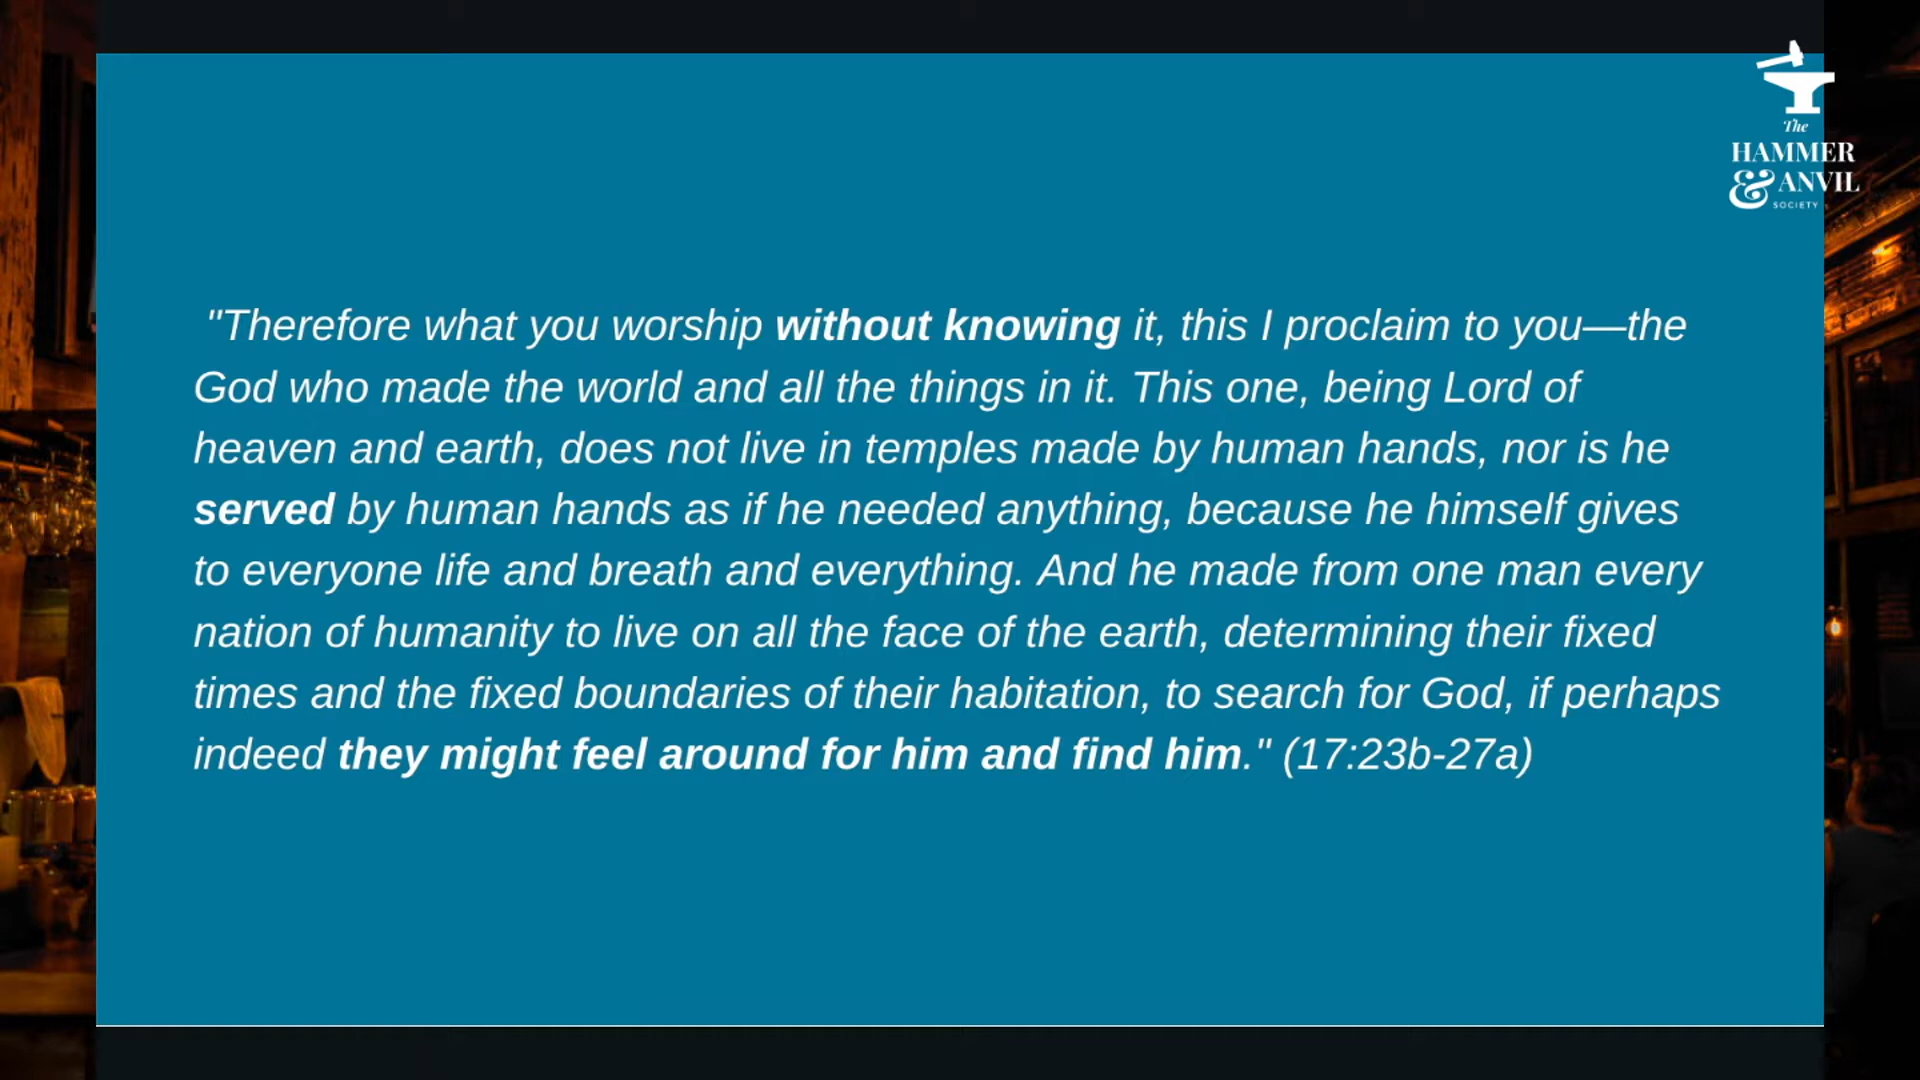 The
HAMMER
& ANVIL
SOCIETY
"Therefore what you worship without knowing it, this I proclaim to you—the
God who made the world and all the things in it. This one, being Lord of
heaven and earth, does not live in temples made by human hands, nor is he
served by human hands as if he needed anything, because he himself gives
to everyone life and breath and everything. And he made from one man every
nation of humanity to live on all the face of the earth, determining their fixed
times and the fixed boundaries of their habitation, to search for God, if perhaps
indeed they might feel around for him and find him." (17:23b-27a)